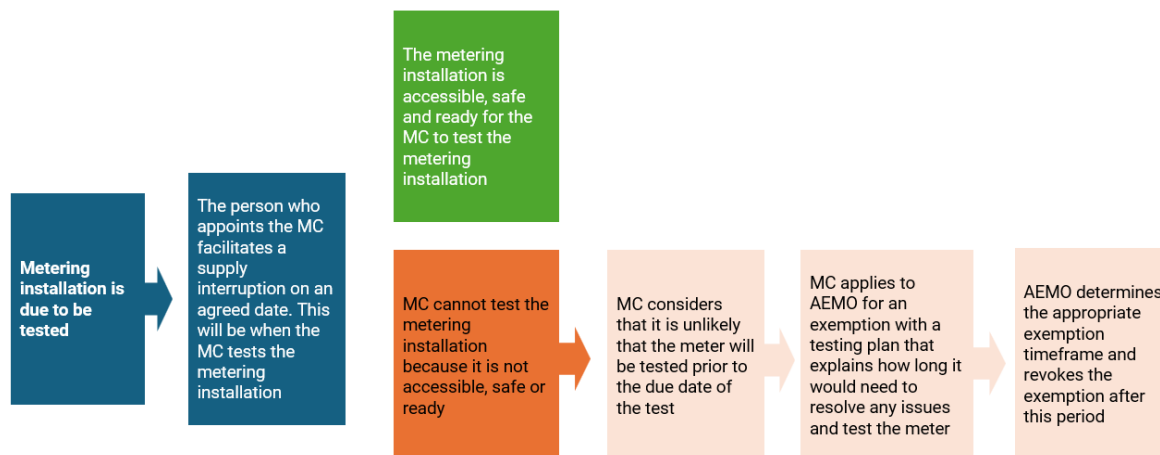 Metering
installation is
due to be
tested
The person who
appoints the MC
facilitates a
supply
interruption on an
agreed date. This
will be when the
MC tests the
metering
installation
The metering
installation is
accessible, safe
and ready for the
MC to test the
metering
installation
MC cannot test the
metering
installation
because it is not
accessible, safe or
ready
MC considers
that it is unlikely
that the meter will
be tested prior to
the due date of
the test
MC applies to
AEMO for an
exemption with a
testing plan that
explains how long it
would need to
resolve any issues
and test the meter
AEMO determines
the appropriate
exemption
timeframe and
revokes the
exemption after
this period